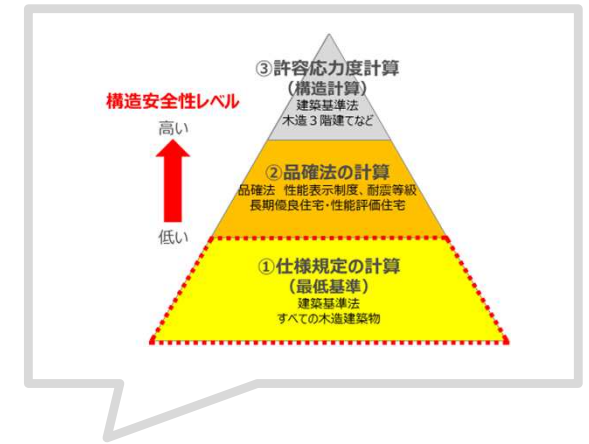 ③許容応力度計算
(構造計算)
建築基準法
木造３階建てなど
構造安全性レベル
高い
低い
②品確法の計算
品確法　性能表示制度、耐震等級
長期優良住宅・性能評価住宅
①仕様規定の計算
(最低基準)
建築基準法
すべての木造建築物